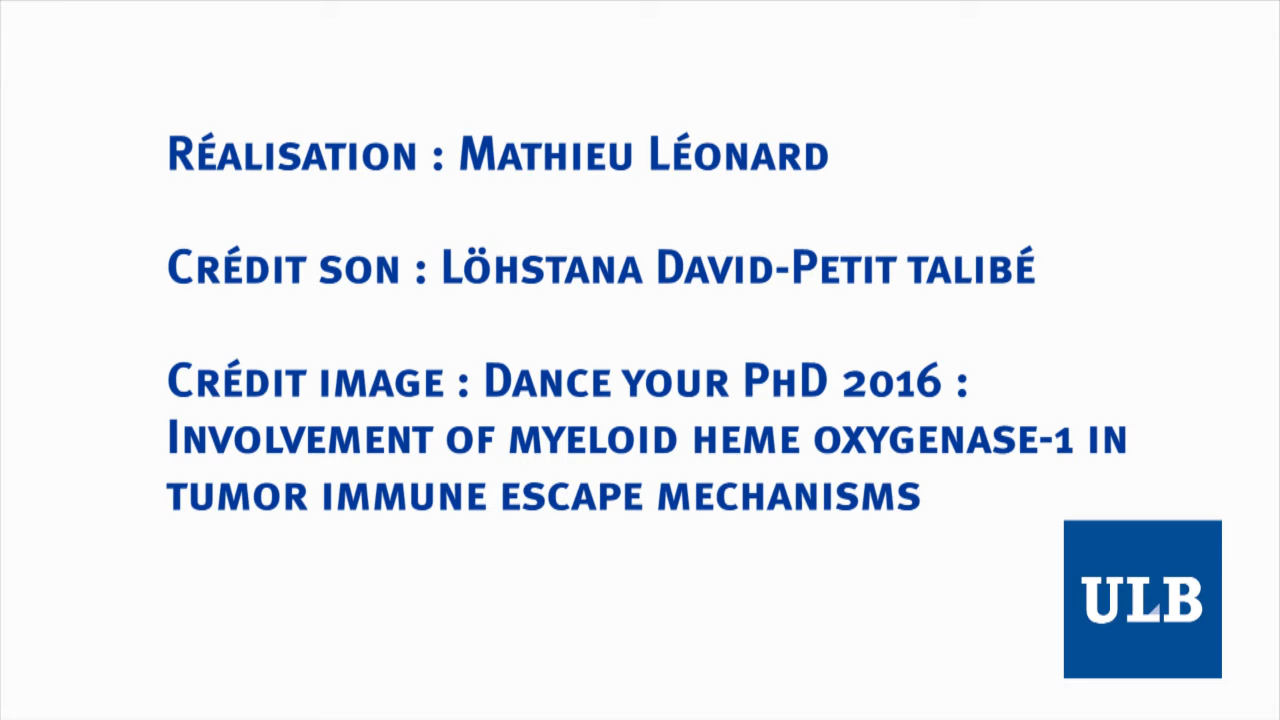 Réalisation : Mathieu Léonard
Crédit son : Löhstana David-Petit talibé
Crédit image : Dance your PhD 2016 :
Involvement of myeloid heme oxygenase-1 in
tumor immune escape mechanisms
ULB